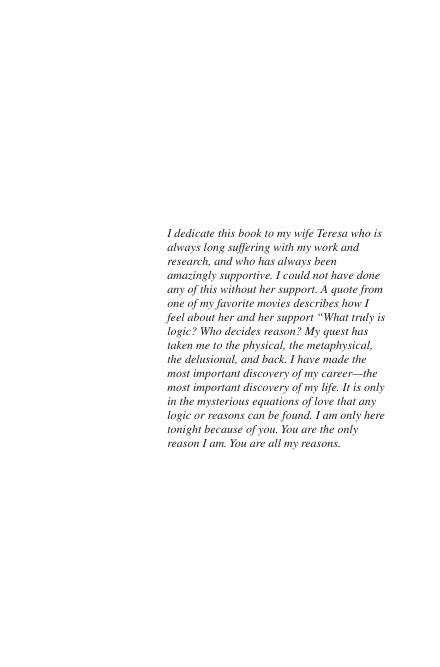 I dedicate this book to my wife Teresa who is
always long suffering with my work and
research, and who has always been
amazingly supportive. I could not have done
any of this without her support. A quote from
one of my favorite movies describes how I
feel about her and her support “What truly is
logic? Who decides reason? My quest has
taken me to the physical, the metaphysical,
the delusional, and back. I have made the
most important discovery of my career—the
most important discovery of my life. It is only
in the mysterious equations of love that any
logic or reasons can be found. I am only here
tonight because of you. You are the only
reason I am. You are all my reasons.